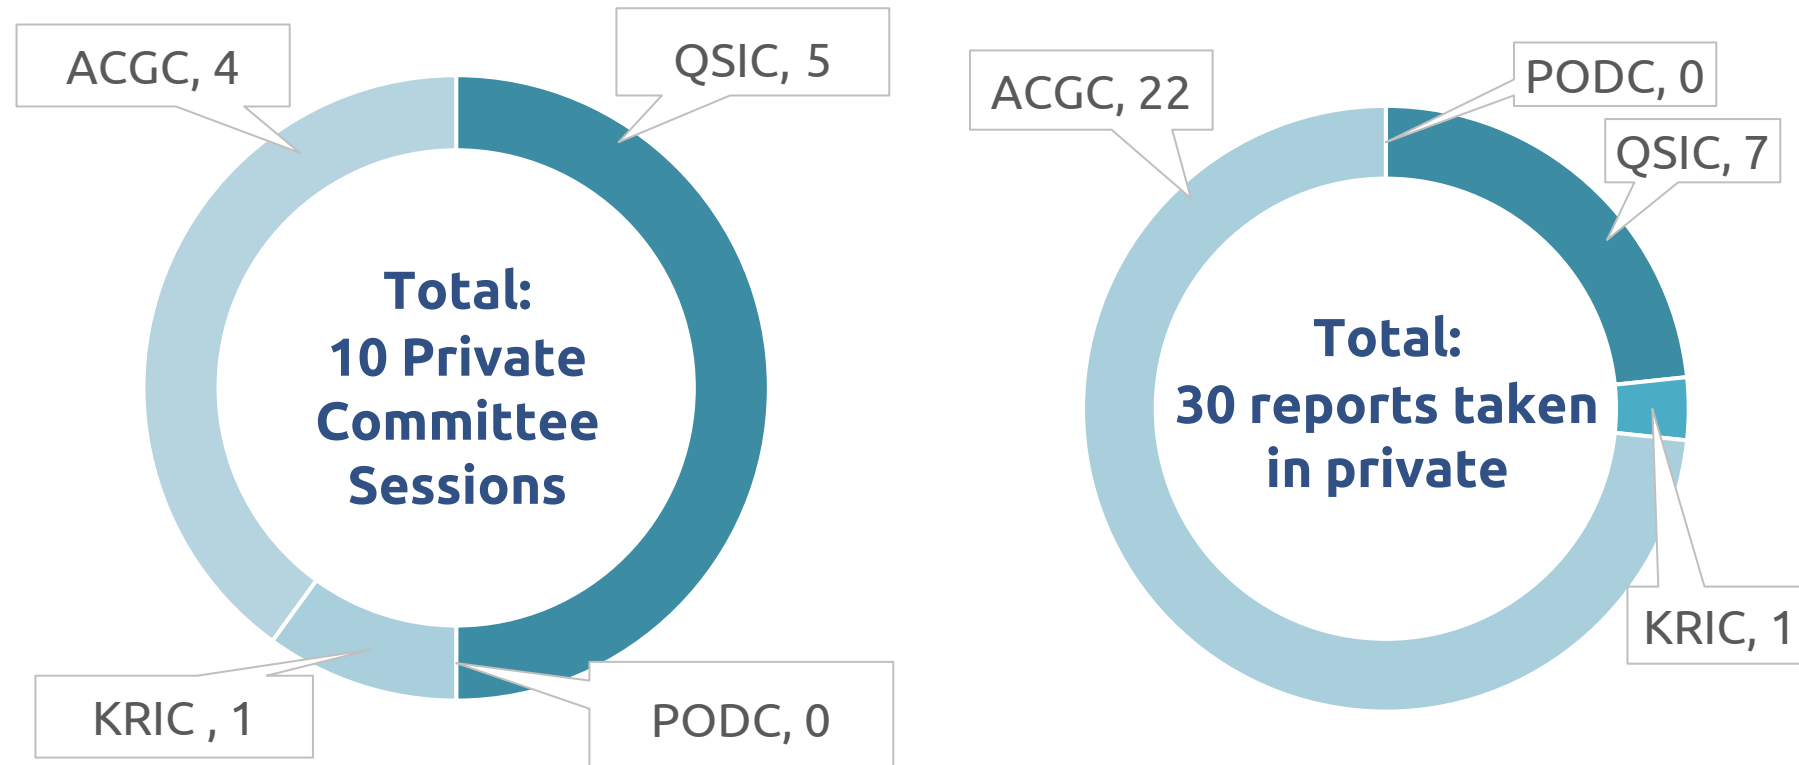 ACGC, 4
QSIC, 5
Total:
10 Private
Committee
Sessions
KRIC , 1
PODC, 0
ACGC, 22
PODC, 0
QSIC, 7
Total:
30 reports taken
in private
KRIC, 1